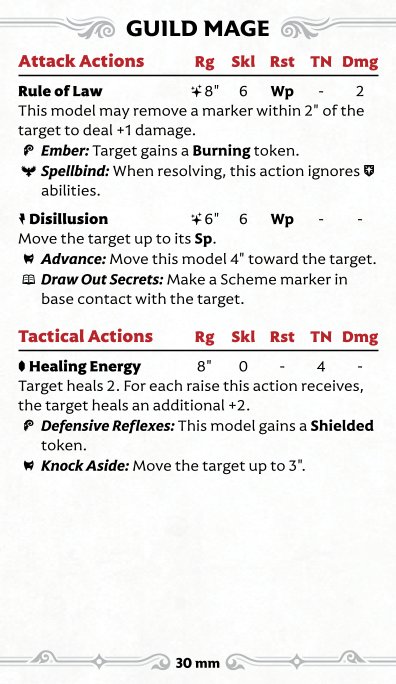 GUILD MAGE
Attack Actions Rg Skl Rst TN Dmg
Rule of Law 8" 6 Wp - 2
This model may remove a marker within 2" of the
target to deal +1 damage.
Ember: Target gains a Burning token.
Spellbind: When resolving, this action ignores
abilities.
Disillusion 6" 6 Wp - -
Move the target up to its Sp.
Advance: Move this model 4" toward the target.
Draw Out Secrets: Make a Scheme marker in
base contact with the target.
Tactical Actions Rg Skl Rst TN Dmg
Healing Energy 8" 0 - 4 -
Target heals 2. For each raise this action receives,
the target heals an additional +2.
Defensive Reflexes: This model gains a Shielded
token.
Knock Aside: Move the target up to 3".
30 mm